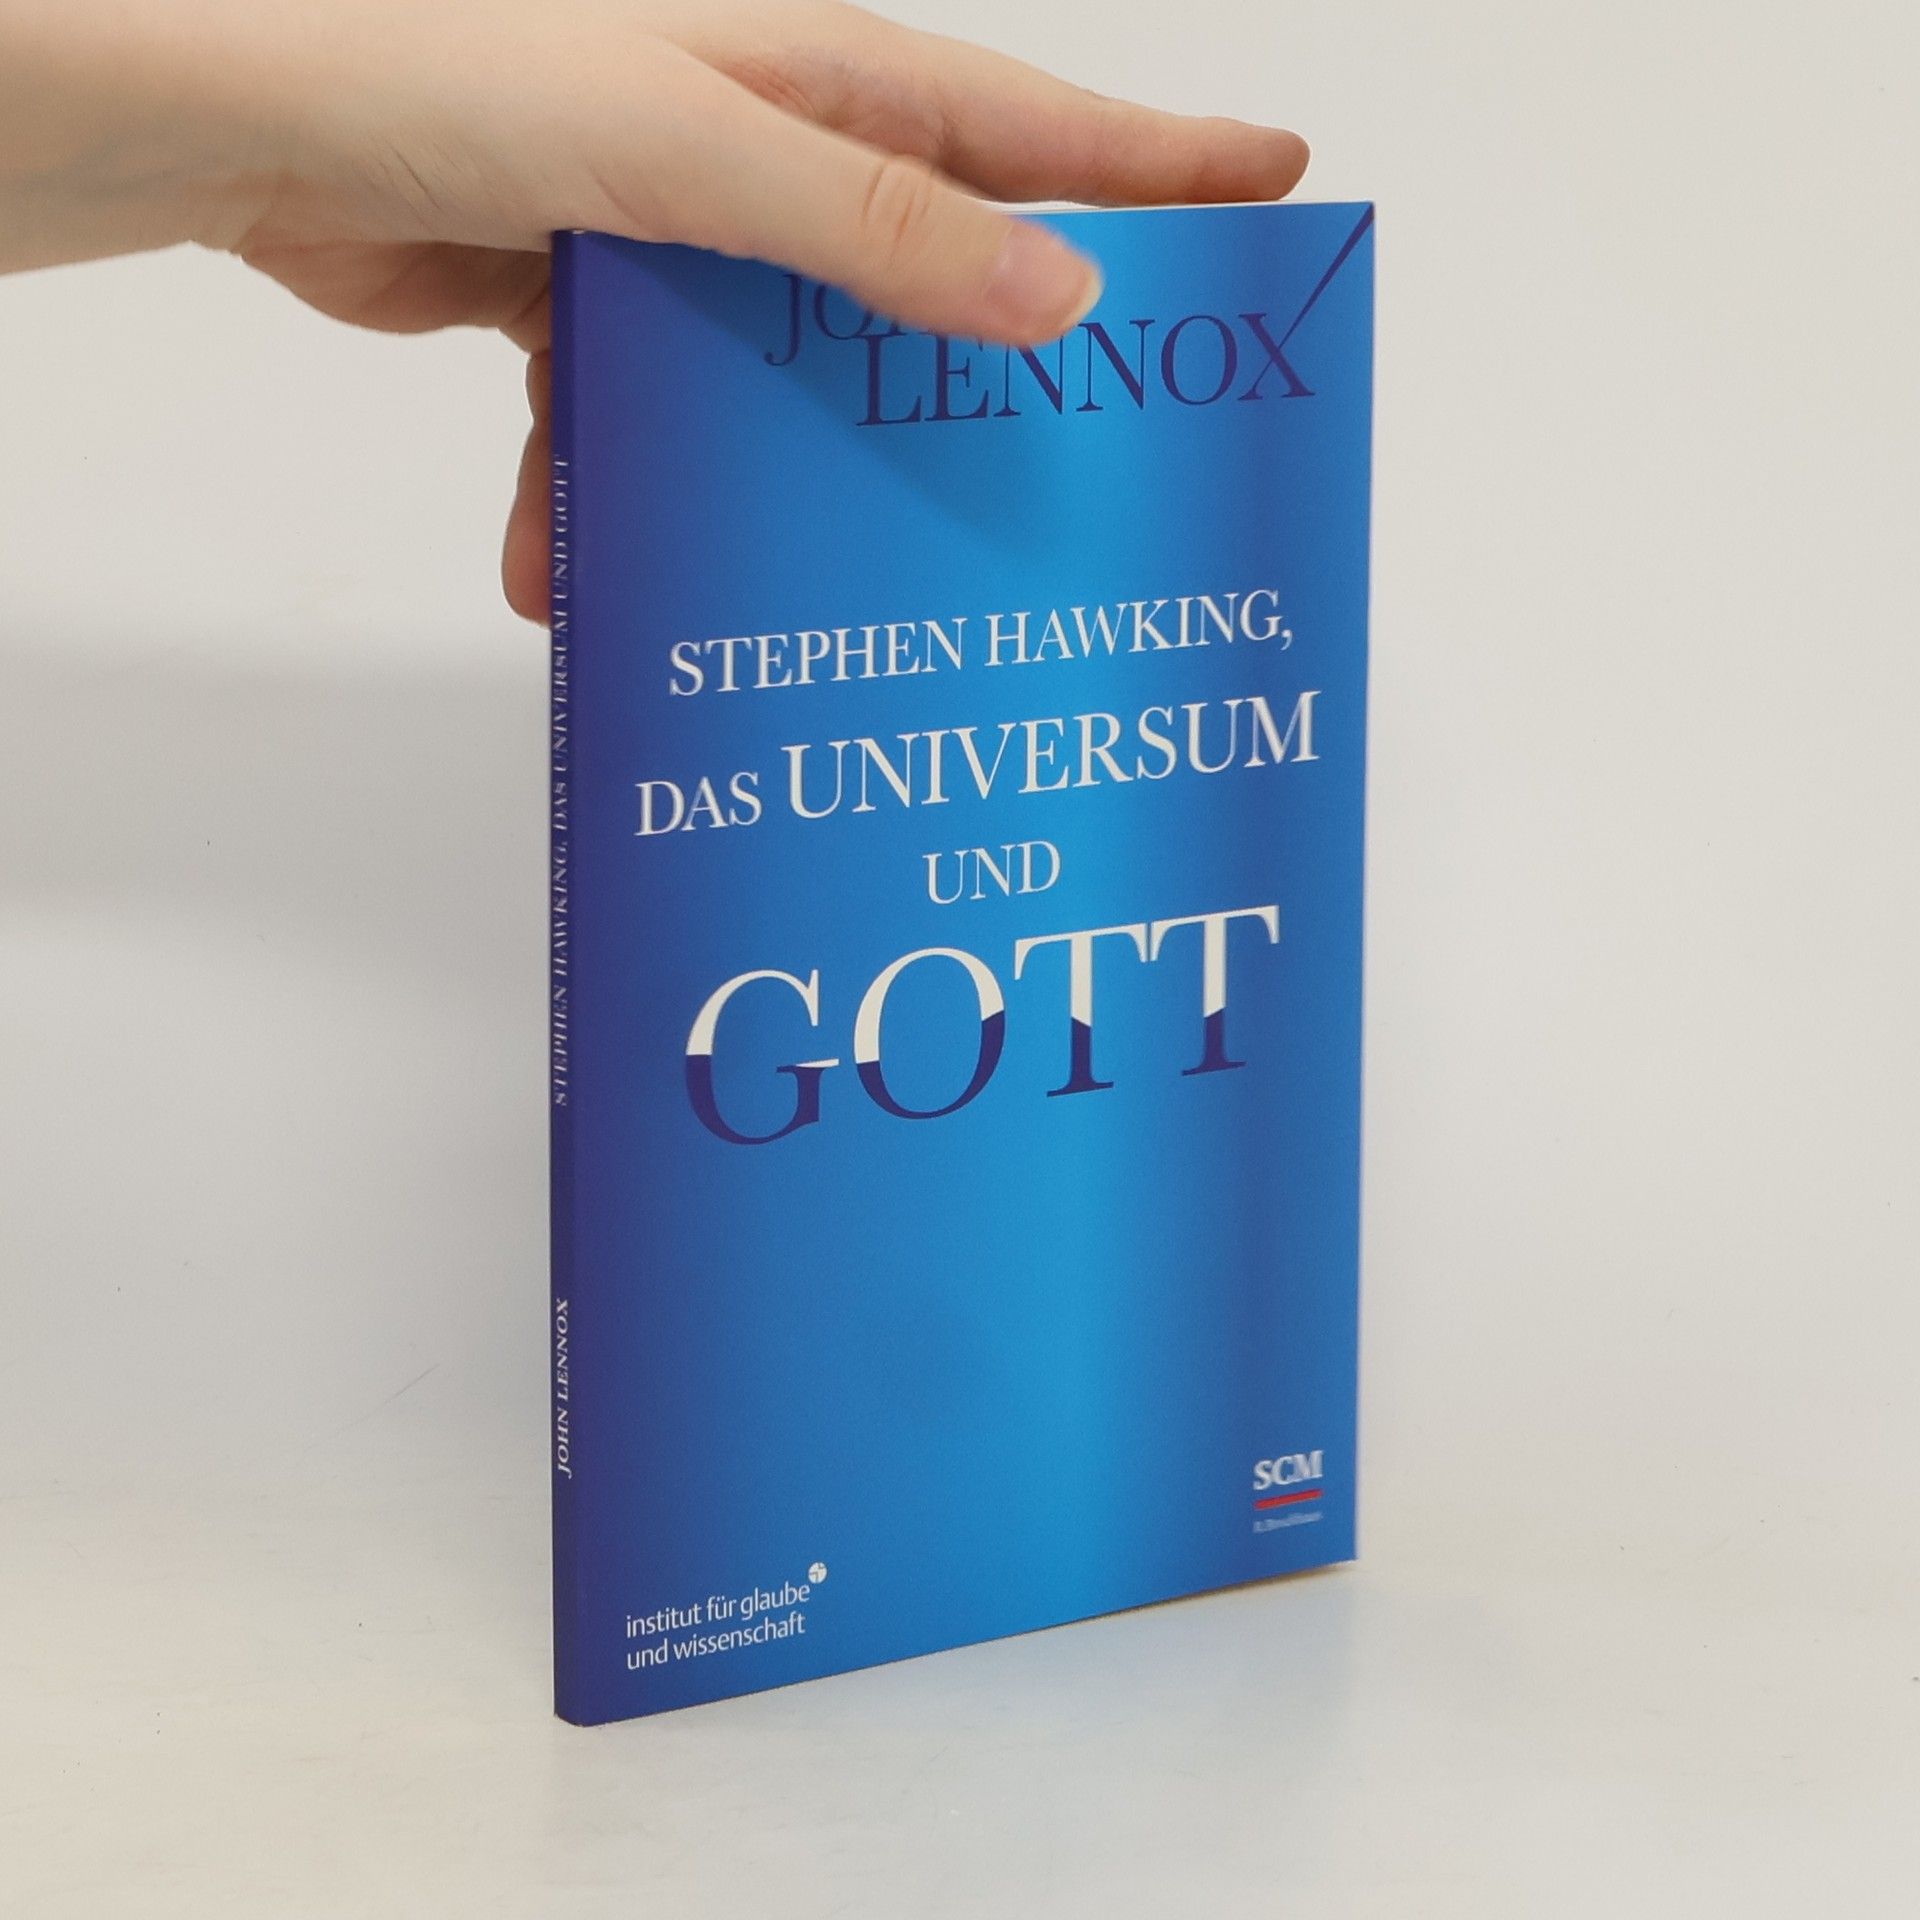 LENNOX
STEPHEN HAWKING,
DAS UNIVERSUM
UND
GOTT
SCM
institut für glaube
und wissenschaft
STEPHEN HAWKING, DAS UNIVERSUM UND GOTT
JOHN LENNOX